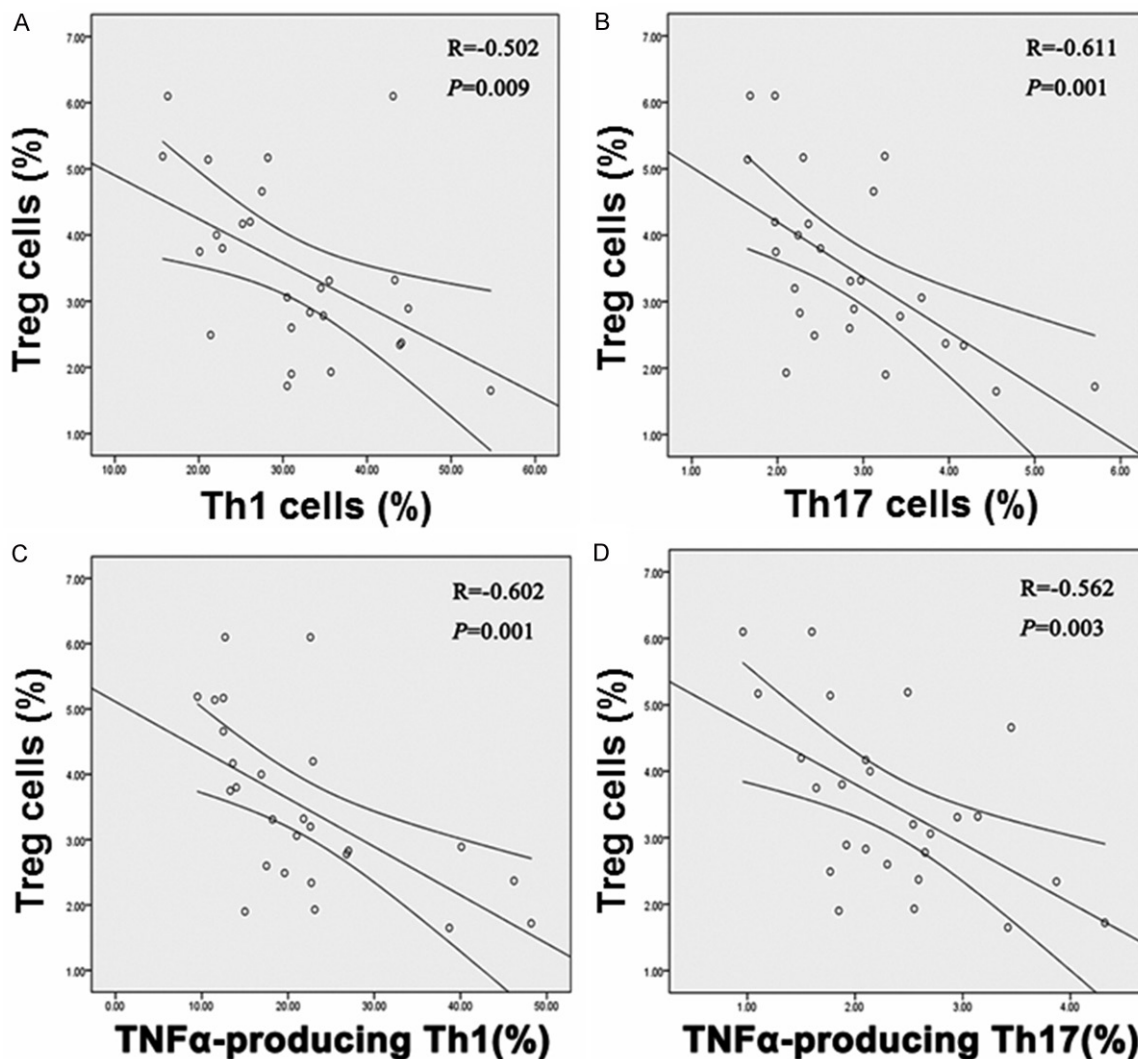 A
R=-0.502
P=0.009
7.00
6.00
5.00
4.00
3.00
2.00
1.00
Treg cells (%)
10.00 20.00 30.00 40.00 50.00 60.00
Th1 cells (%)
B
R=-0.611
P=0.001
7.00
6.00
5.00
4.00
3.00
2.00
1.00
Treg cells (%)
1.00 2.00 3.00 4.00 5.00 6.00
Th17 cells (%)
C
R=-0.602
P=0.001
7.00
6.00
5.00
4.00
3.00
2.00
1.00
Treg cells (%)
0.00 10.00 20.00 30.00 40.00 50.00
TNFα-producing Th1(%)
D
R=-0.562
P=0.003
7.00
6.00
5.00
4.00
3.00
2.00
1.00
Treg cells (%)
1.00 2.00 3.00 4.00
TNFα-producing Th17(%)